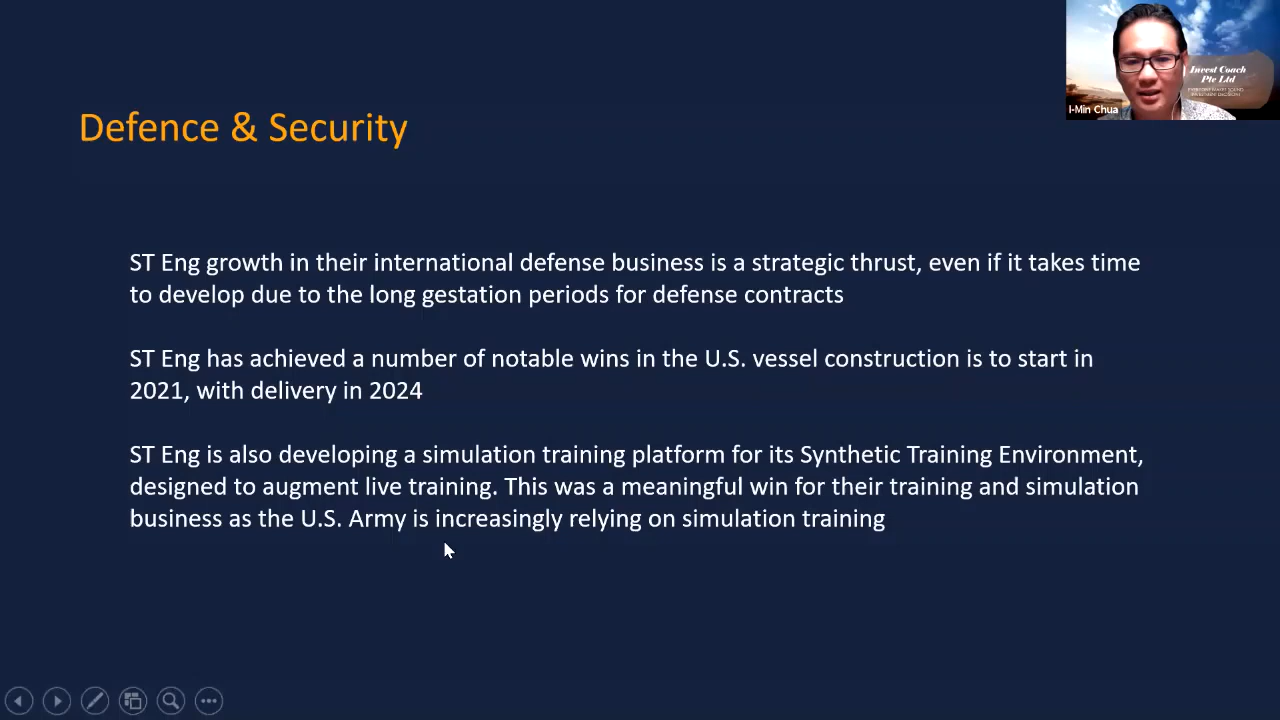 Invest Coach
Pte Ltd
I-Min Chua
Defence & Security
ST Eng growth in their international defense business is a strategic thrust, even if it takes time
to develop due to the long gestation periods for defense contracts
ST Eng has achieved a number of notable wins in the U.S. vessel construction is to start in
2021, with delivery in 2024
ST Eng is also developing a simulation training platform for its Synthetic Training Environment,
designed to augment live training. This was a meaningful win for their training and simulation
business as the U.S. Army is increasingly relying on simulation training